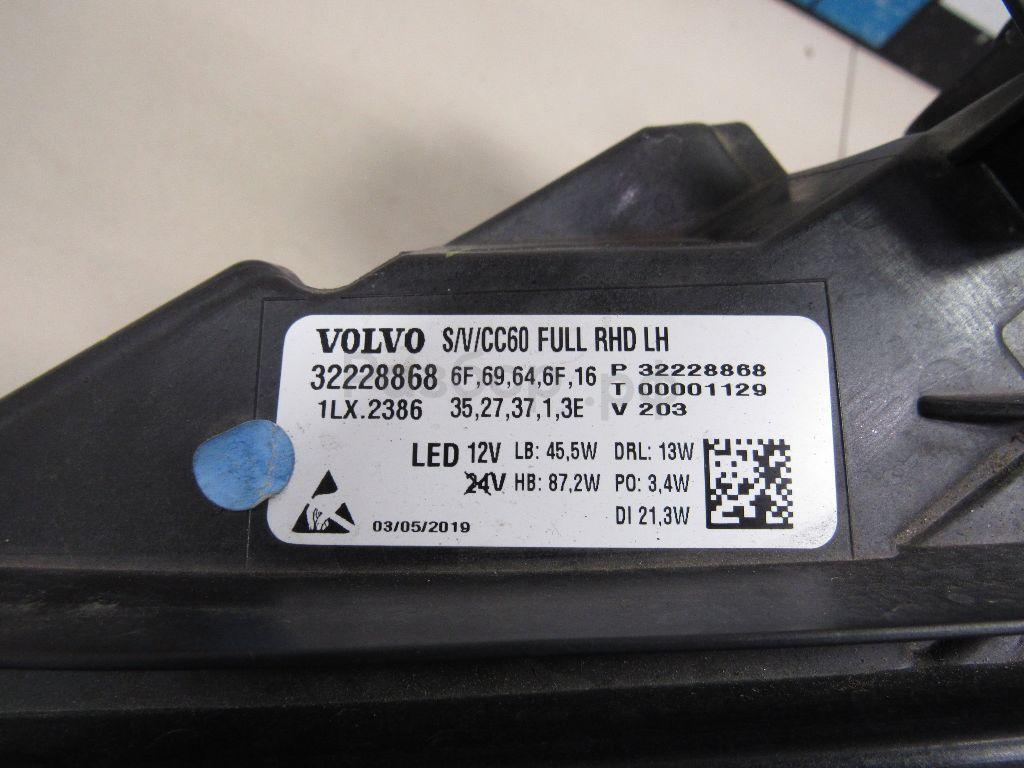 VOLVO S/V/CC60 FULL RHD LH
32228868 6F,69,64,6F,16 P 32228868
T 00001129
1LX.2386 35,27,37,1,3E V 203
LED 12V LB: 45,5W DRL: 13W
24V HB: 87,2W PO: 3,4W
DI 21,3W
03/05/2019